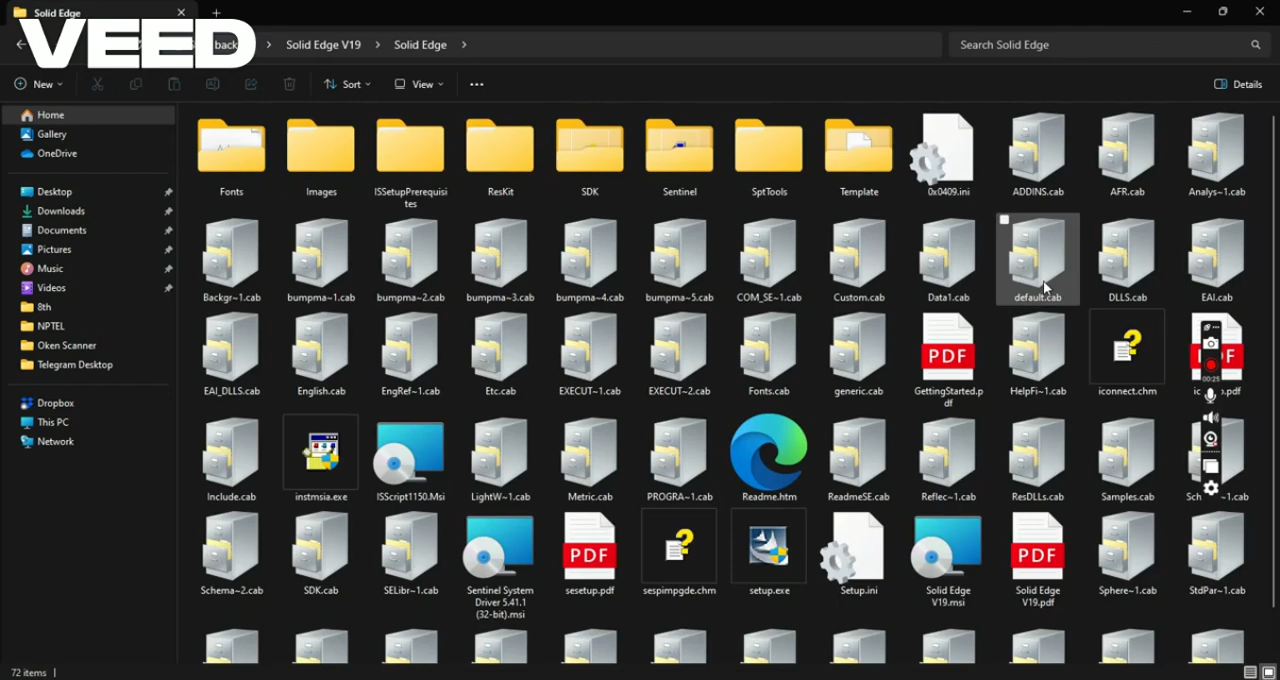 Solid Edge
VEED
back
Solid Edge V19
Solid Edge
Search Solid Edge
New
Sort
View
Details
Home
Gallery
OneDrive
Desktop
Downloads
Documents
Pictures
Music
Videos
8th
NPTEL
Oken Scanner
Telegram Desktop
Dropbox
This PC
Network
Fonts
Images
ISSetupPrerequisi
tes
ResKit
SDK
Sentinel
SptTools
Template
0x0409.ini
ADDINS.cab
AFR.cab
Analys~1.cab
Backgr~1.cab
bumpma~1.cab
bumpma~2.cab
bumpma~3.cab
bumpma~4.cab
bumpma~5.cab
COM_SE~1.cab
Custom.cab
Data1.cab
default.cab
DLLS.cab
EAI.cab
EAI_DLLS.cab
English.cab
EngRef~1.cab
Etc.cab
EXECUT~1.cab
EXECUT~2.cab
Fonts.cab
generic.cab
PDF
GettingStarted.p
df
HelpFi~1.cab
iconnect.chm
00:25
Include.cab
instmsia.exe
ISScript1150.Msi
LightW~1.cab
Metric.cab
PROGRA~1.cab
Readme.htm
ReadmeSE.cab
Reflec~1.cab
ResDLLs.cab
Samples.cab
Schema~2.cab
SDK.cab
SELibr~1.cab
Sentinel System
Driver 5.41.1
(32-bit).msi
PDF
sesetup.pdf
sespimpgde.chm
setup.exe
Setup.ini
Solid Edge
V19.msi
PDF
Solid Edge
V19.pdf
Sphere~1.cab
StdPar~1.cab
72 items